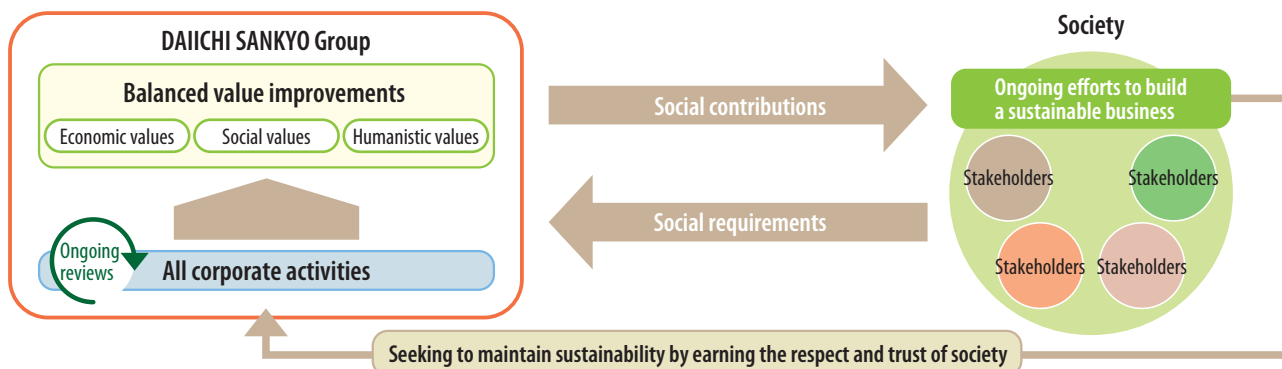 DAIICHI SANKYO Group
Balanced value improvements
Economic values
Social values
Humanistic values
Ongoing
reviews
All corporate activities
Social contributions
Social requirements
Society
Ongoing efforts to build
a sustainable business
Stakeholders
Stakeholders
Stakeholders
Stakeholders
Seeking to maintain sustainability by earning the respect and trust of society